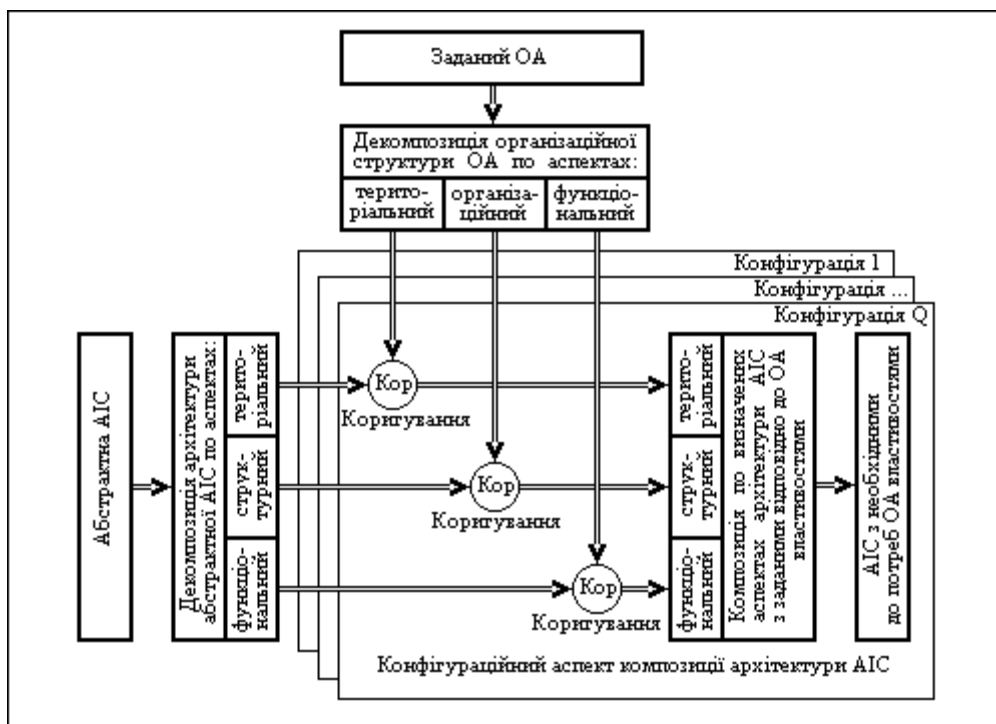 Заданий ОА
Декомпозиція організаційної
структури ОА по аспектах:
терито-
ріальний
організа-
ційний
функціо-
нальний
Конфігурація 1
Конфігурація ...
Конфігурація Q
Абстрактна АІС
Декомпозиція архітектури
абстрактної АІС по аспектах:
терито-
ріальний
струк-
турний
функціо-
нальний
Кор
Коригування
Кор
Коригування
Кор
Коригування
терито-
ріальний
струк-
турний
функціо-
нальний
Композиція по визначених
аспектах архітектури АІС
з заданими відповідно до ОА
властивостями
АІС з необхідними
до потреб ОА властивостями
Конфігураційний аспект композиції архітектури АІС